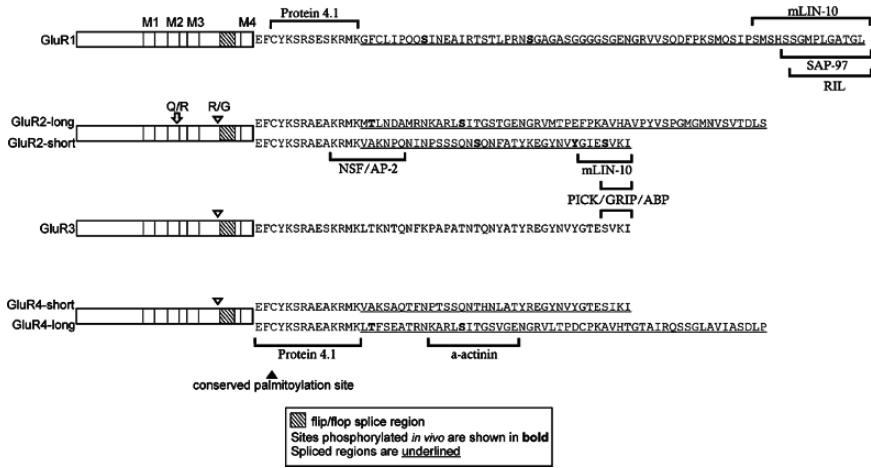 M1 M2 M3 M4 Protein 4.1 mLIN-10
GluR1 EFCYKSRSESKRMKGFCLIPQQSINEAIRTSTLPRNSGAGASGGGGSGENGRVVSQDFPKSMQSIPSMSHSSGMPLGATGL
SAP-97
RIL
Q/R R/G
GluR2-long EFCYKSRAEAKRMKMTLNDAMRNKARLSITGSTGENGRVMTPEFPKAVHAVPYVSPGMGMNVSVTDLS
GluR2-short EFCYKSRAEAKRMKVAKNPQNINPSSSQNSQNFATYKEGYNVYGIESVKI
NSF/AP-2 mLIN-10
PICK/GRIP/ABP
GluR3 EFCYKSRAESKRMKLTKNTQNFKPAPATNTQNYATYREGYNVYGTESVKI
GluR4-short EFCYKSRAEAKRMKVAKSAQTFNPTSSQNTHNLATYREGYNVYGTESIKI
GluR4-long EFCYKSRAEAKRMKLTFSEATRNKARLSITGSVGENGRVLTPDCPKAVHTGTAIRQSSGLAVIASDLP
Protein 4.1 a-actinin
conserved palmitoylation site
flip/flop splice region
Sites phosphorylated in vivo are shown in bold
Spliced regions are underlined